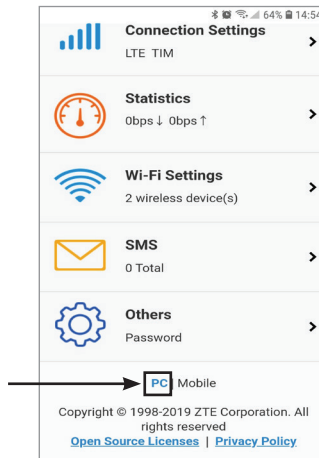 64% 14:54
Connection Settings
LTE TIM
Statistics
0bps↓ 0bps↑
Wi-Fi Settings
2 wireless device(s)
SMS
0 Total
Others
Password
PC Mobile
Copyright © 1998-2019 ZTE Corporation. All
rights reserved
Open Source Licenses | Privacy Policy